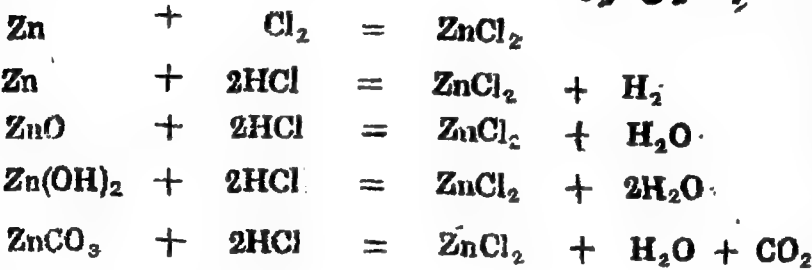 Zn + Cl₂ = ZnCl₂
Zn + 2HCl = ZnCl₂ + H₂
ZnO + 2HCl = ZnCl₂ + H₂O
Zn(OH)₂ + 2HCl = ZnCl₂ + 2H₂O
ZnCO₃ + 2HCl = ZnCl₂ + H₂O + CO₂